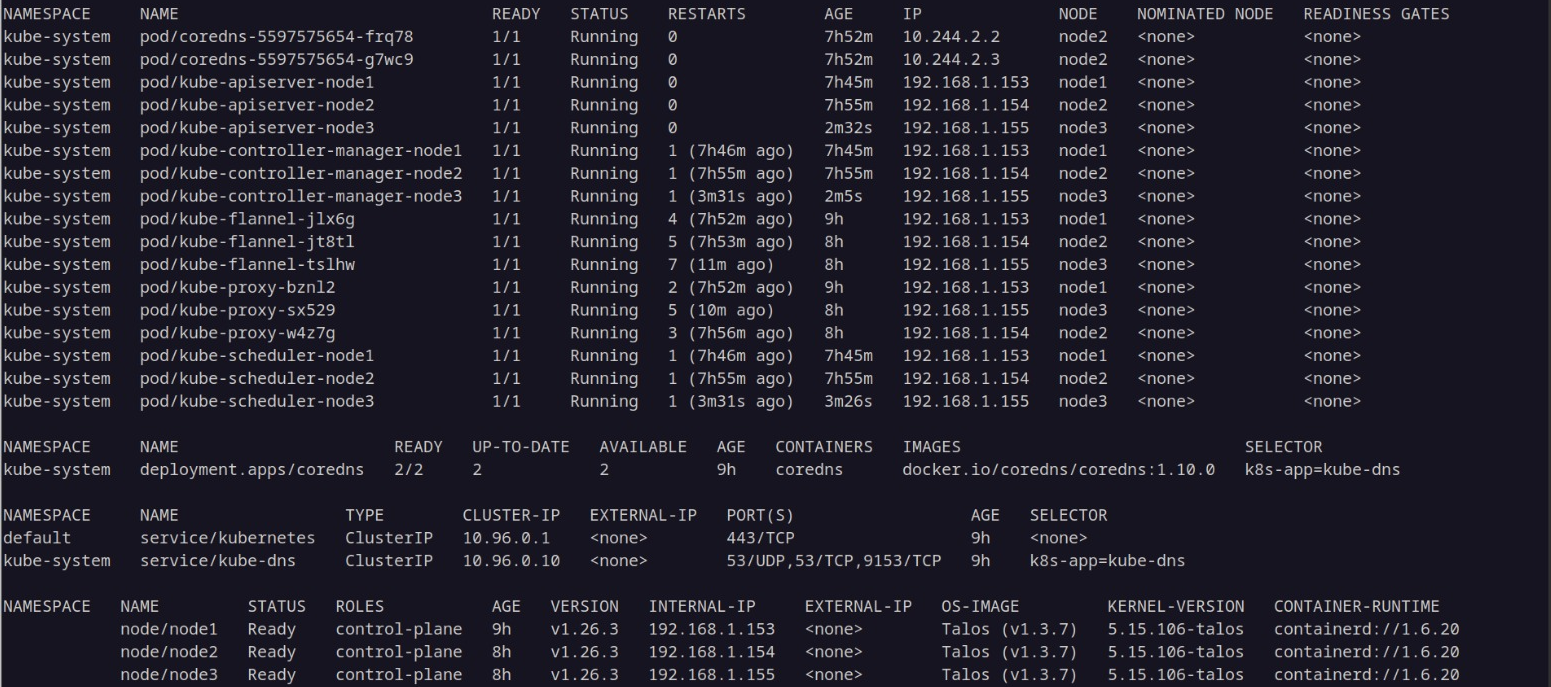 NAMESPACE     NAME                                READY   STATUS    RESTARTS        AGE     IP              NODE    NOMINATED NODE   READINESS GATES
kube-system   pod/coredns-5597575654-frq78        1/1     Running   0               7h52m   10.244.2.2      node2   <none>           <none>
kube-system   pod/coredns-5597575654-g7wc9        1/1     Running   0               7h52m   10.244.2.3      node2   <none>           <none>
kube-system   pod/kube-apiserver-node1            1/1     Running   0               7h45m   192.168.1.153   node1   <none>           <none>
kube-system   pod/kube-apiserver-node2            1/1     Running   0               7h55m   192.168.1.154   node2   <none>           <none>
kube-system   pod/kube-apiserver-node3            1/1     Running   0               2m32s   192.168.1.155   node3   <none>           <none>
kube-system   pod/kube-controller-manager-node1   1/1     Running   1 (7h46m ago)   7h45m   192.168.1.153   node1   <none>           <none>
kube-system   pod/kube-controller-manager-node2   1/1     Running   1 (7h55m ago)   7h55m   192.168.1.154   node2   <none>           <none>
kube-system   pod/kube-controller-manager-node3   1/1     Running   1 (3m31s ago)   2m5s    192.168.1.155   node3   <none>           <none>
kube-system   pod/kube-flannel-jlx6g              1/1     Running   4 (7h52m ago)   9h      192.168.1.153   node1   <none>           <none>
kube-system   pod/kube-flannel-jt8tl              1/1     Running   5 (7h53m ago)   8h      192.168.1.154   node2   <none>           <none>
kube-system   pod/kube-flannel-tslhw              1/1     Running   7 (11m ago)     8h      192.168.1.155   node3   <none>           <none>
kube-system   pod/kube-proxy-bznl2                1/1     Running   2 (7h52m ago)   9h      192.168.1.153   node1   <none>           <none>
kube-system   pod/kube-proxy-sx529                1/1     Running   5 (10m ago)     8h      192.168.1.155   node3   <none>           <none>
kube-system   pod/kube-proxy-w4z7g                1/1     Running   3 (7h56m ago)   8h      192.168.1.154   node2   <none>           <none>
kube-system   pod/kube-scheduler-node1            1/1     Running   1 (7h46m ago)   7h45m   192.168.1.153   node1   <none>           <none>
kube-system   pod/kube-scheduler-node2            1/1     Running   1 (7h55m ago)   7h55m   192.168.1.154   node2   <none>           <none>
kube-system   pod/kube-scheduler-node3            1/1     Running   1 (3m31s ago)   3m26s   192.168.1.155   node3   <none>           <none>

NAMESPACE     NAME                      READY   UP-TO-DATE   AVAILABLE   AGE   CONTAINERS   IMAGES                             SELECTOR
kube-system   deployment.apps/coredns   2/2     2            2           9h    coredns      docker.io/coredns/coredns:1.10.0   k8s-app=kube-dns

NAMESPACE     NAME                 TYPE        CLUSTER-IP   EXTERNAL-IP   PORT(S)                  AGE   SELECTOR
default       service/kubernetes   ClusterIP   10.96.0.1    <none>        443/TCP                  9h    <none>
kube-system   service/kube-dns     ClusterIP   10.96.0.10   <none>        53/UDP,53/TCP,9153/TCP   9h    k8s-app=kube-dns

NAMESPACE   NAME         STATUS   ROLES           AGE   VERSION   INTERNAL-IP     EXTERNAL-IP   OS-IMAGE         KERNEL-VERSION   CONTAINER-RUNTIME
            node/node1   Ready    control-plane   9h    v1.26.3   192.168.1.153   <none>        Talos (v1.3.7)   5.15.106-talos   containerd://1.6.20
            node/node2   Ready    control-plane   8h    v1.26.3   192.168.1.154   <none>        Talos (v1.3.7)   5.15.106-talos   containerd://1.6.20
            node/node3   Ready    control-plane   8h    v1.26.3   192.168.1.155   <none>        Talos (v1.3.7)   5.15.106-talos   containerd://1.6.20